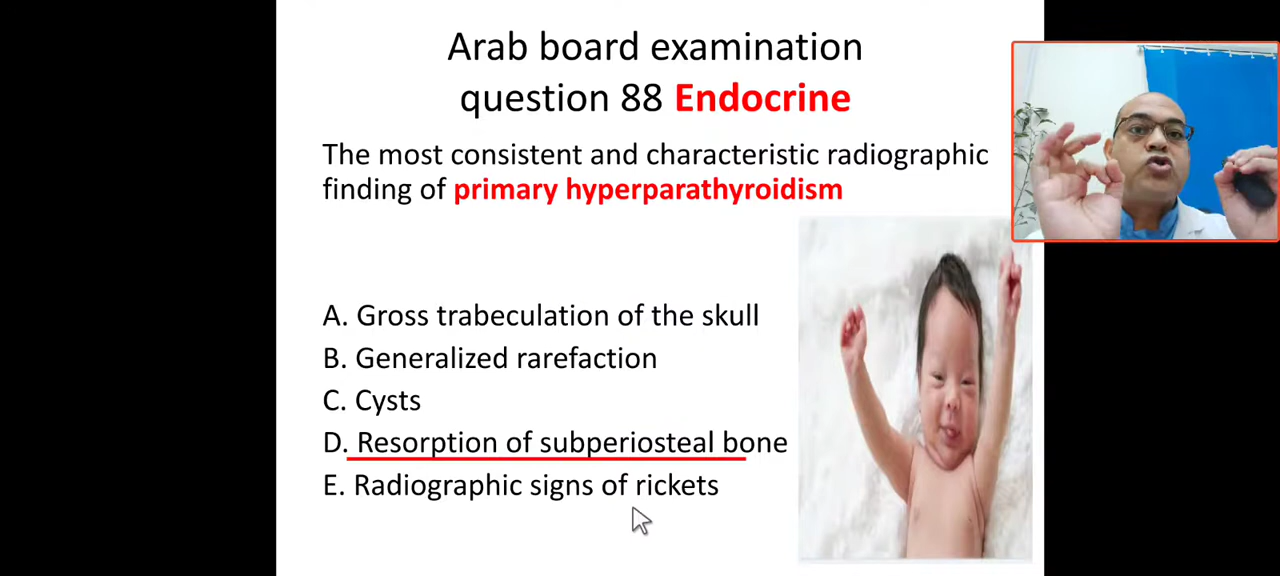 Arab board examination
question 88 Endocrine
The most consistent and characteristic radiographic
finding of primary hyperparathyroidism
A. Gross trabeculation of the skull
B. Generalized rarefaction
C. Cysts
D. Resorption of subperiosteal bone
E. Radiographic signs of rickets